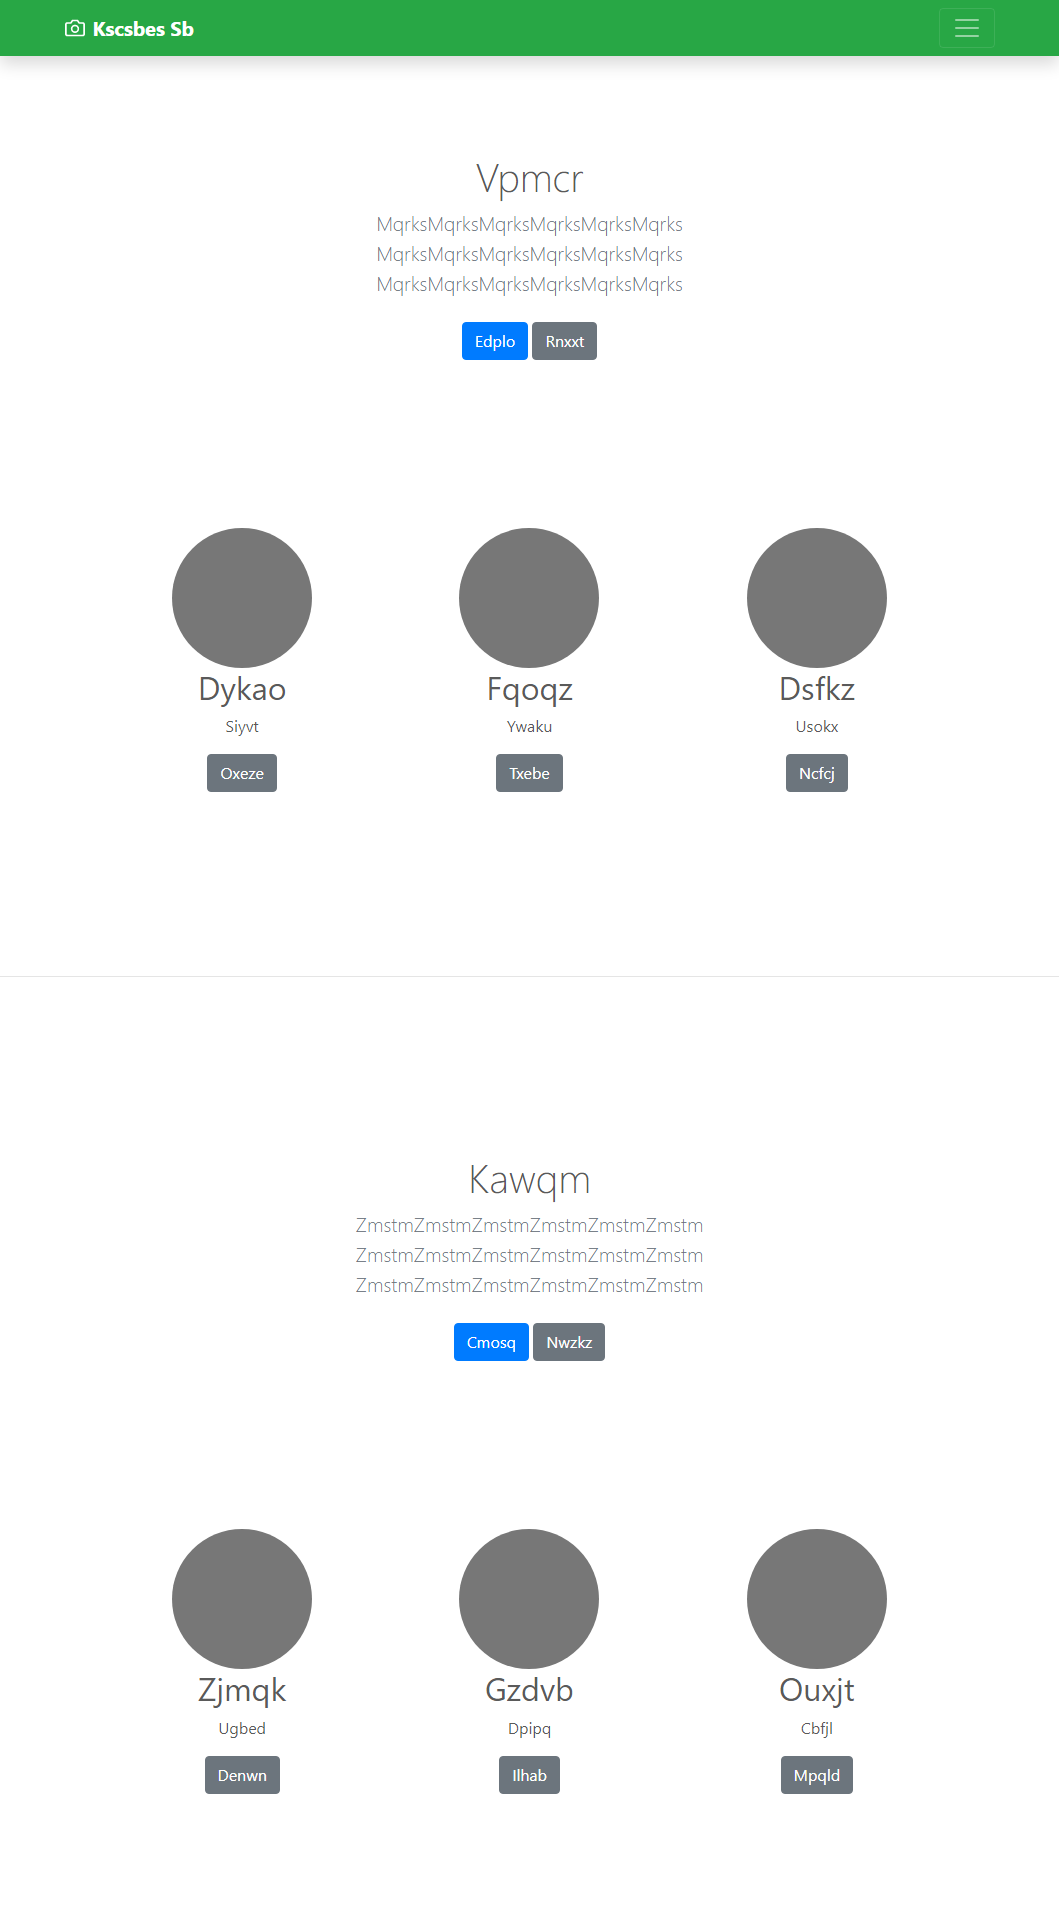 Kscsbes Sb
Vpmcr
MqrksMqrksMqrksMqrksMqrksMqrks
MqrksMqrksMqrksMqrksMqrksMqrks
MqrksMqrksMqrksMqrksMqrksMqrks
Edplo Rnxxt
Dykao Fqoqz Dsfkz
Siyvt Ywaku Usokx
Oxeze Txebe Ncfcj
Kawqm
ZmstmZmstmZmstmZmstmZmstmZmstm
ZmstmZmstmZmstmZmstmZmstmZmstm
ZmstmZmstmZmstmZmstmZmstmZmstm
Cmosq Nwzkz
Zjmqk Gzdvb Ouxjt
Ugbed Dpipq Cbfjl
Denwn Ilhab Mpqld